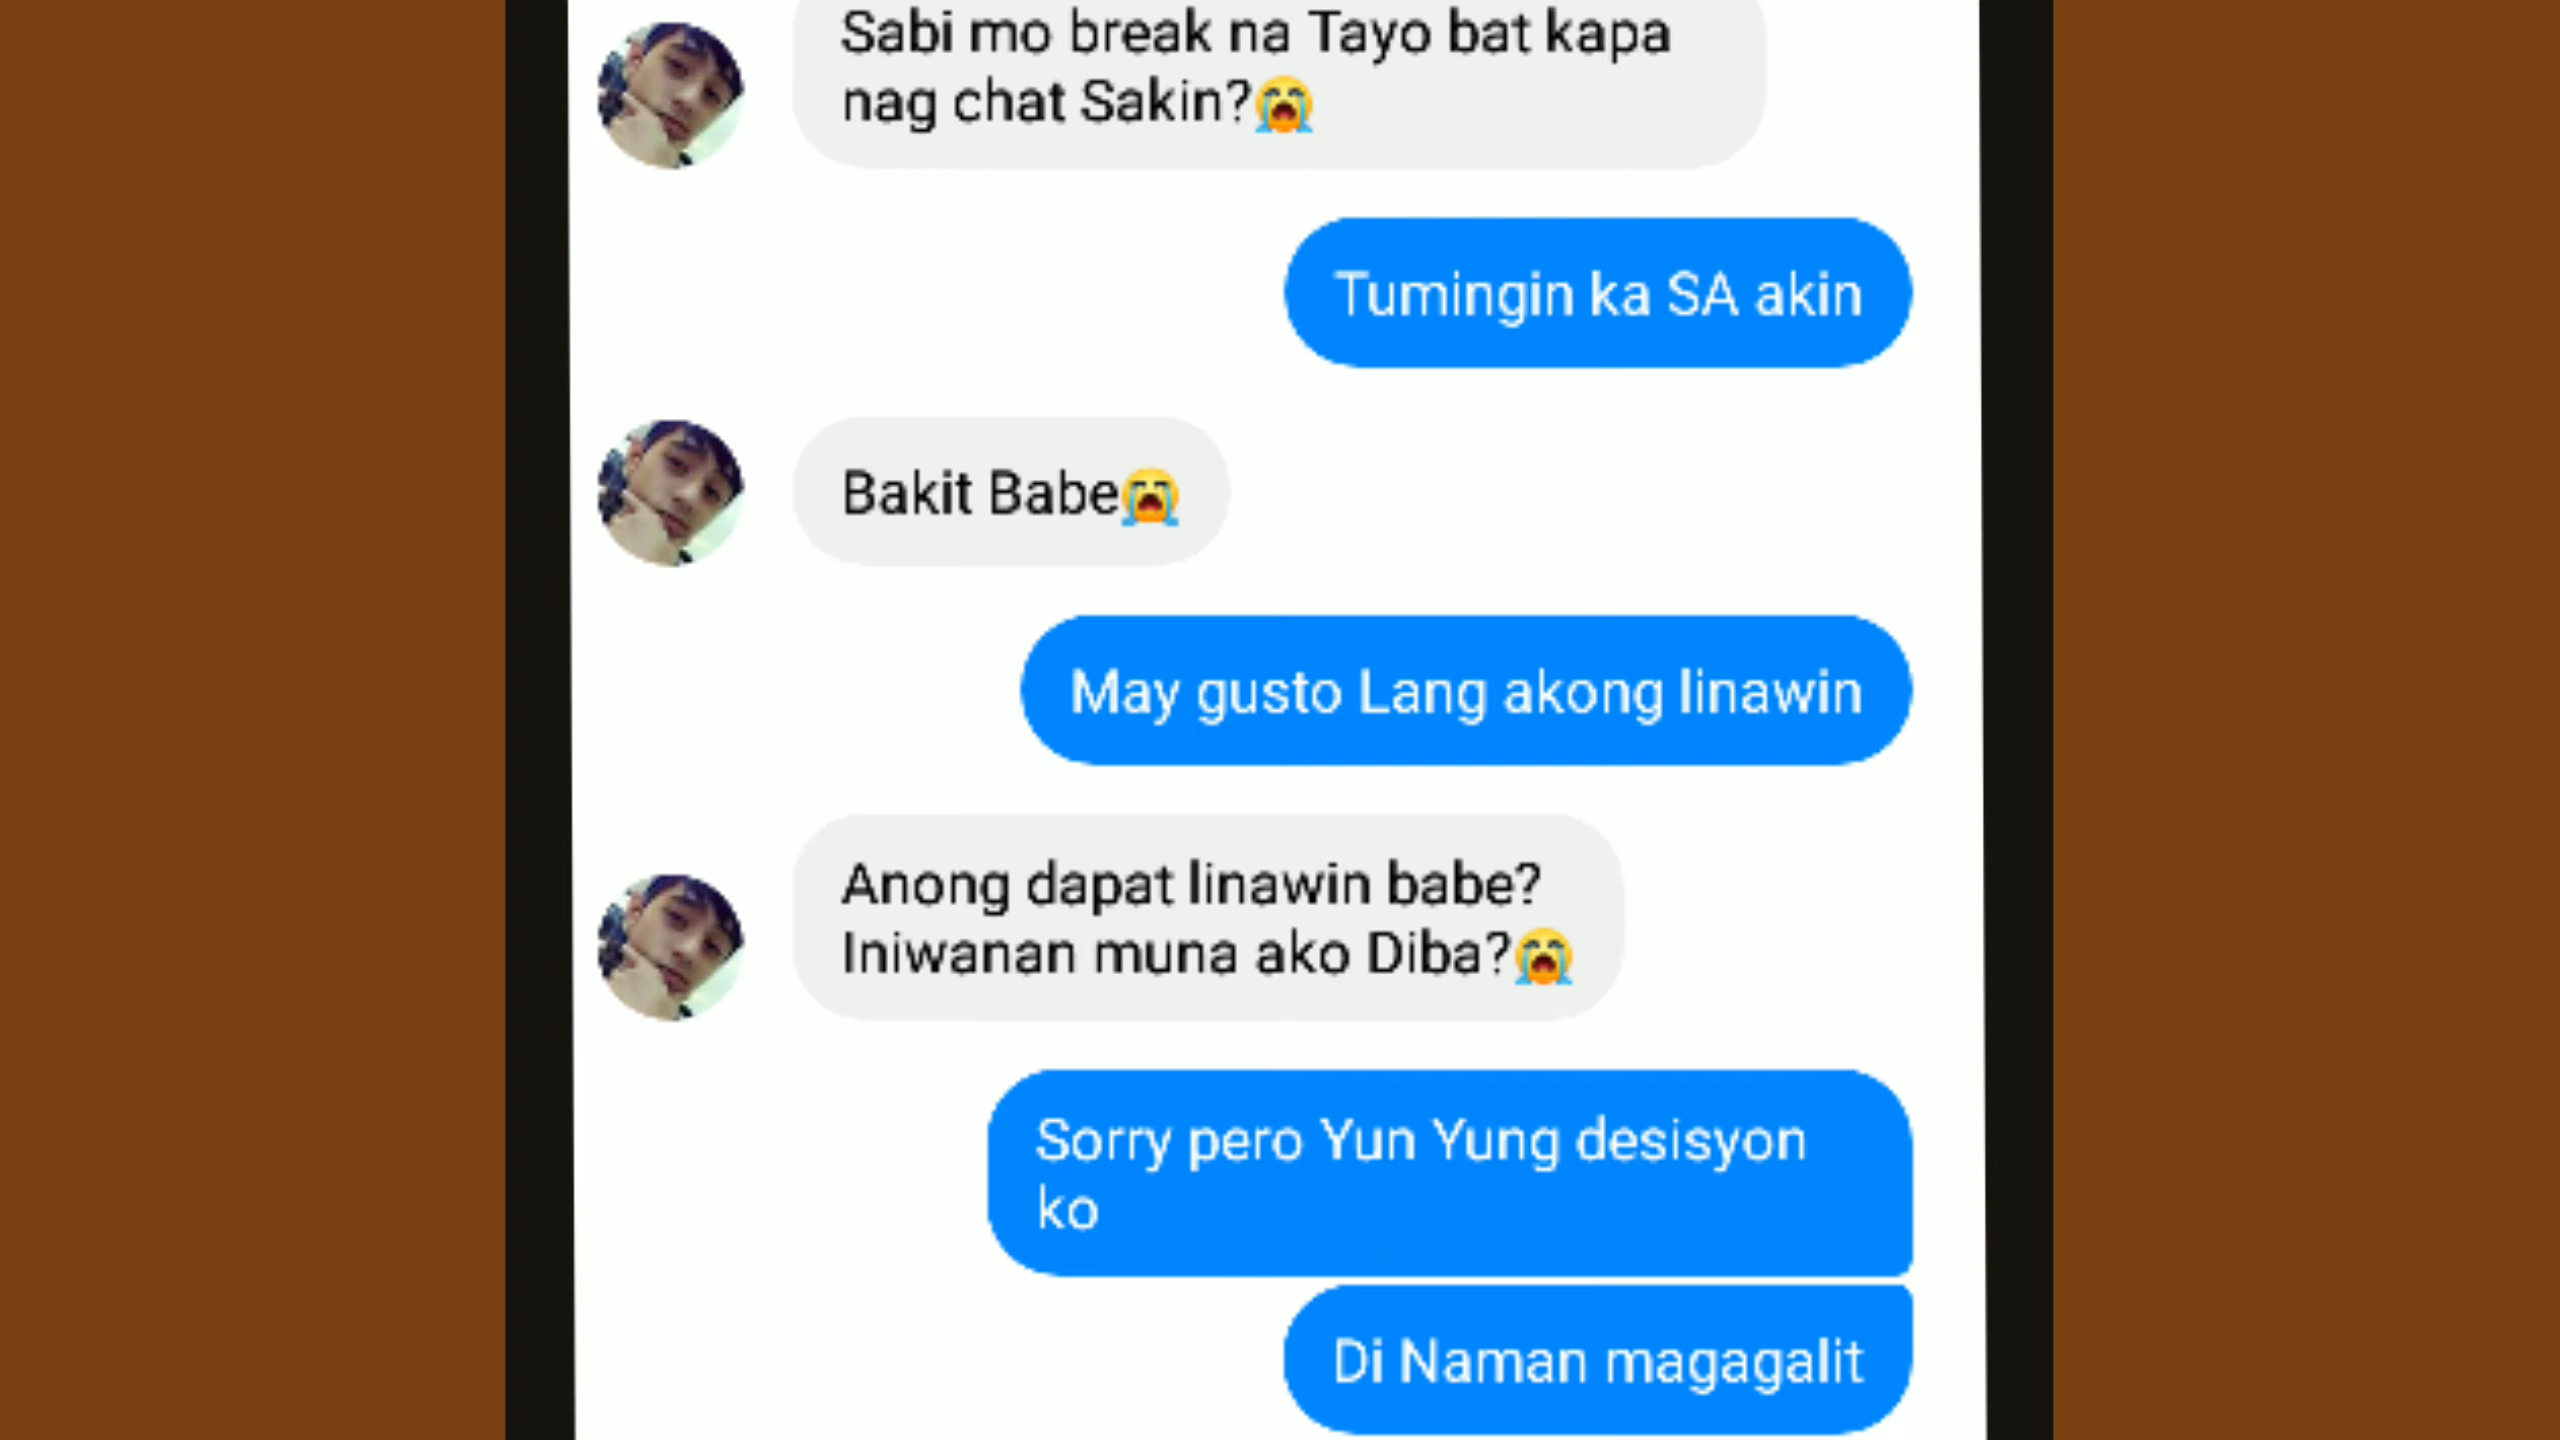 Sabi mo break na Tayo bat kapa
nag chat Sakin?😭
Tumingin ka SA akin
Bakit Babe😭
May gusto Lang akong linawin
Anong dapat linawin babe?
Iniwanan muna ako Diba?😭
Sorry pero Yun Yung desisyon
ko
Di Naman magagalit